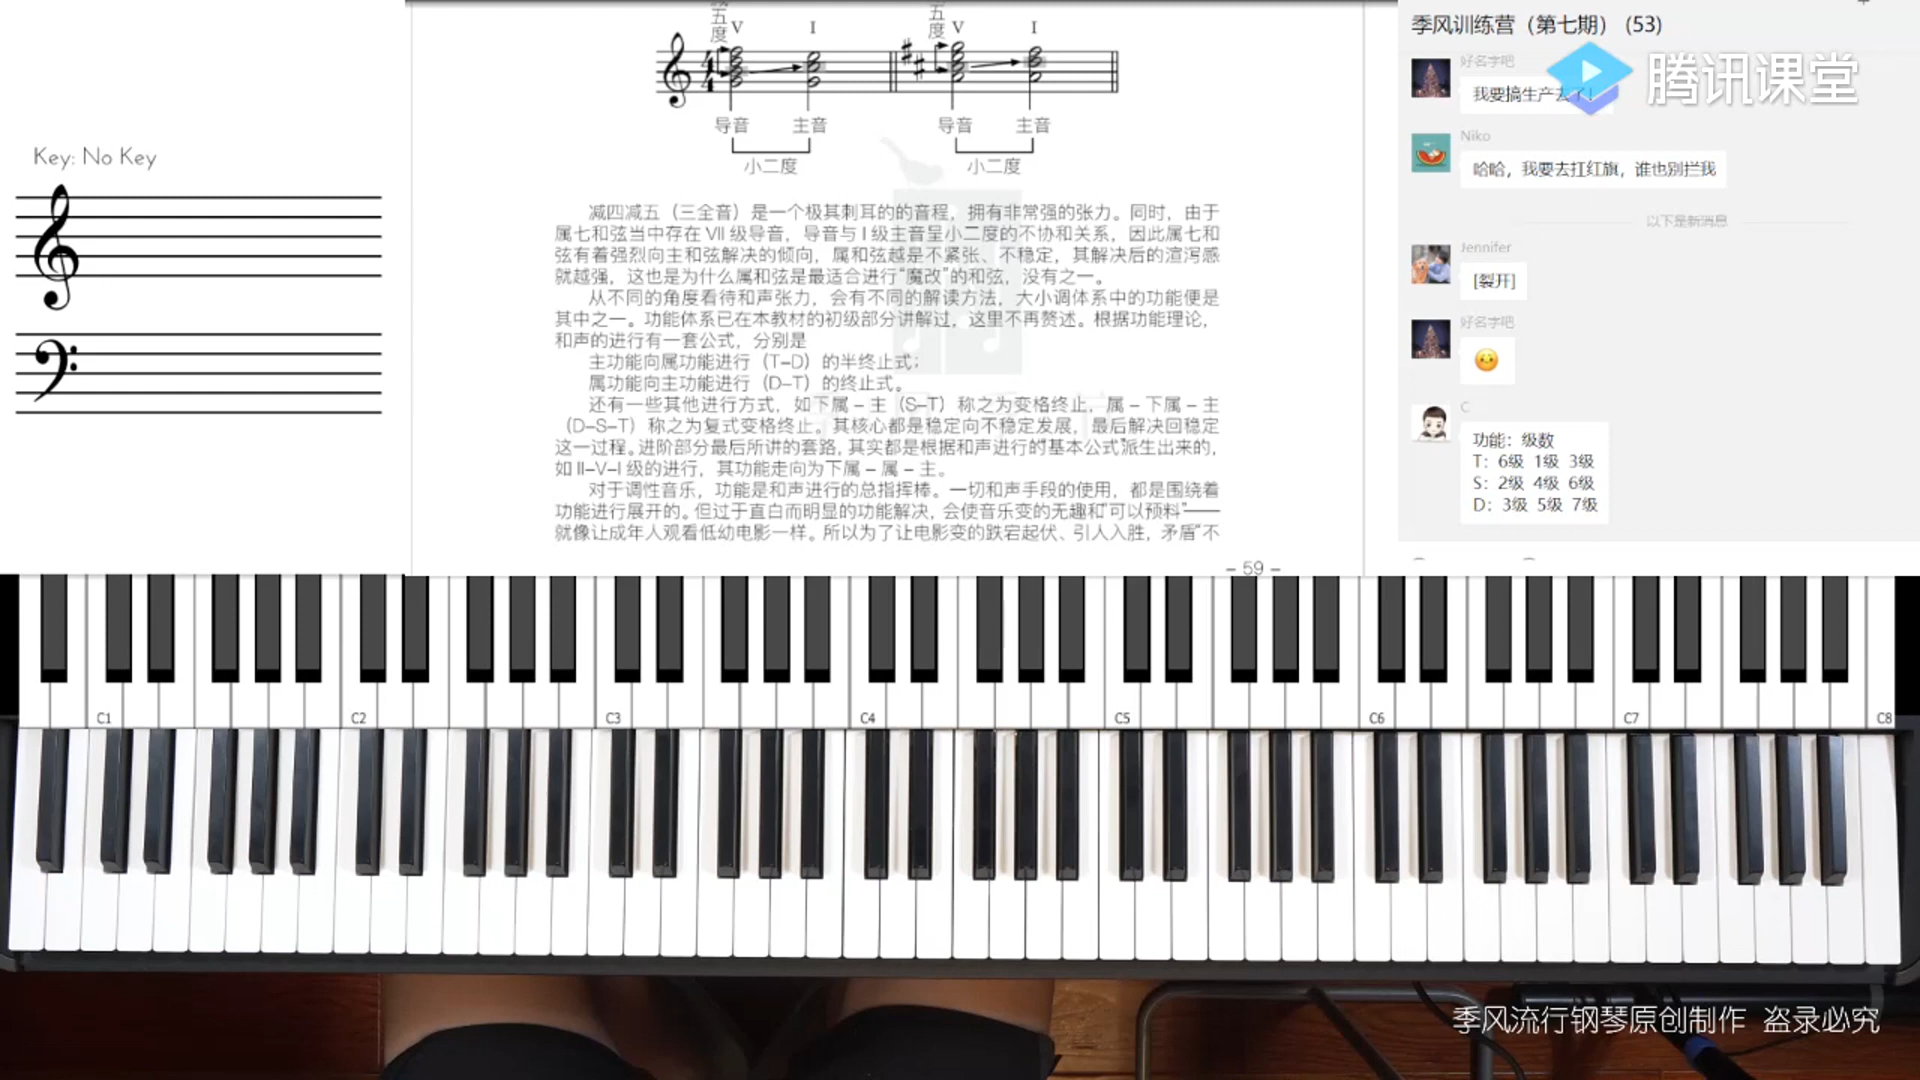 Key: No Key
五度 V I
五度 V I
导音 主音 导音 主音
小二度 小二度
减四减五（三全音）是一个极其刺耳的的音程，拥有非常强的张力。同时，由于
属七和弦当中存在 VII 级导音，导音与 I 级主音呈小二度的不协和关系，因此属七和
弦有着强烈向主和弦解决的倾向，属和弦越是不紧张、不稳定，其解决后的渲泻感
就越强，这也是为什么属和弦是最适合进行“魔改”的和弦，没有之一。
从不同的角度看待和声张力，会有不同的解读方法，大小调体系中的功能便是
其中之一。功能体系已在本教材的初级部分讲解过，这里不再赘述。根据功能理论，
和声的进行有一套公式，分别是
主功能向属功能进行（T-D）的半终止式；
属功能向主功能进行（D-T）的终止式。
还有一些其他进行方式，如下属－主（S-T）称之为变格终止，属－下属－主
（D-S-T）称之为复式变格终止。其核心都是稳定向不稳定发展，最后解决回稳定
这一过程。进阶部分最后所讲的套路，其实都是根据和声进行的“基本公式”派生出来的，
如 II-V-I 级的进行，其功能走向为下属－属－主。
对于调性音乐，功能是和声进行的总指挥棒。一切和声手段的使用，都是围绕着
功能进行展开的。但过于直白而明显的功能解决，会使音乐变的无趣和“可以预料”——
就像让成年人观看低幼电影一样。所以为了让电影变的跌宕起伏、引人入胜，矛盾“不
– 59 –
季风训练营（第七期） (53)
腾讯课堂
好名字吧
我要搞生产去了!
Niko
哈哈，我要去扛红旗，谁也别拦我
以下是新消息
Jennifer
[裂开]
好名字吧
C
功能：级数
T：6级 1级 3级
S：2级 4级 6级
D：3级 5级 7级
C1 C2 C3 C4 C5 C6 C7 C8
季风流行钢琴原创制作 盗录必究